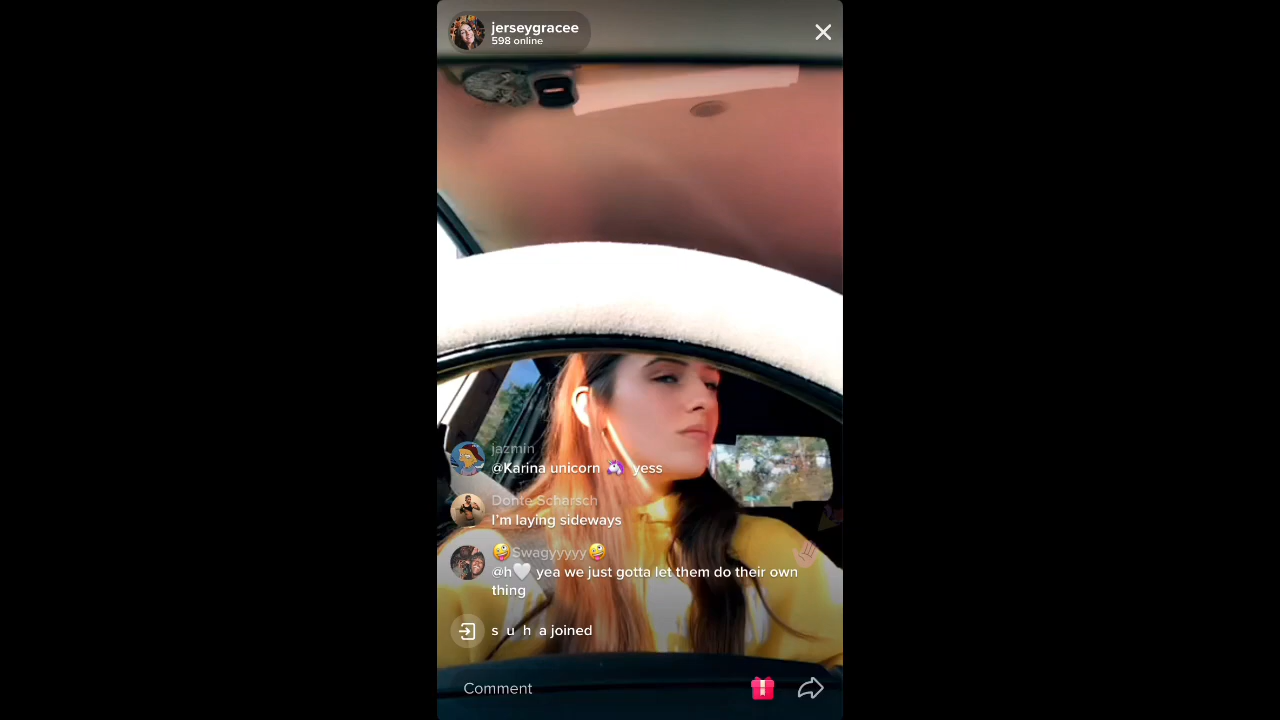 jerseygracee
598 online
jazmin
@Karina unicorn 🦄 yess
Donte Scharsch
I'm laying sideways
🤪Swagyyyyy🤪
@h🤍 yea we just gotta let them do their own
thing
s u h a joined
Comment